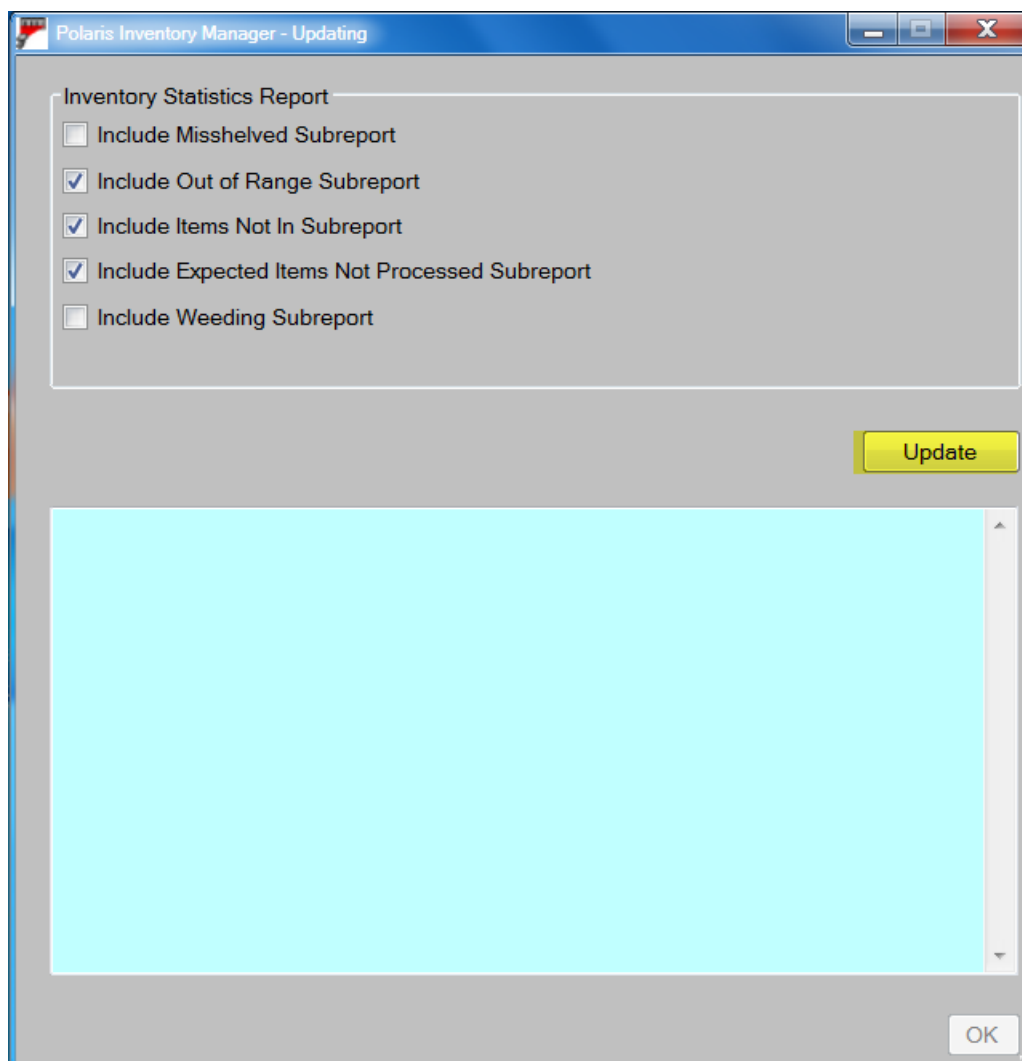 Polaris Inventory Manager - Updating
Inventory Statistics Report
Include Misshelved Subreport
Include Out of Range Subreport
Include Items Not In Subreport
Include Expected Items Not Processed Subreport
Include Weeding Subreport
Update
OK